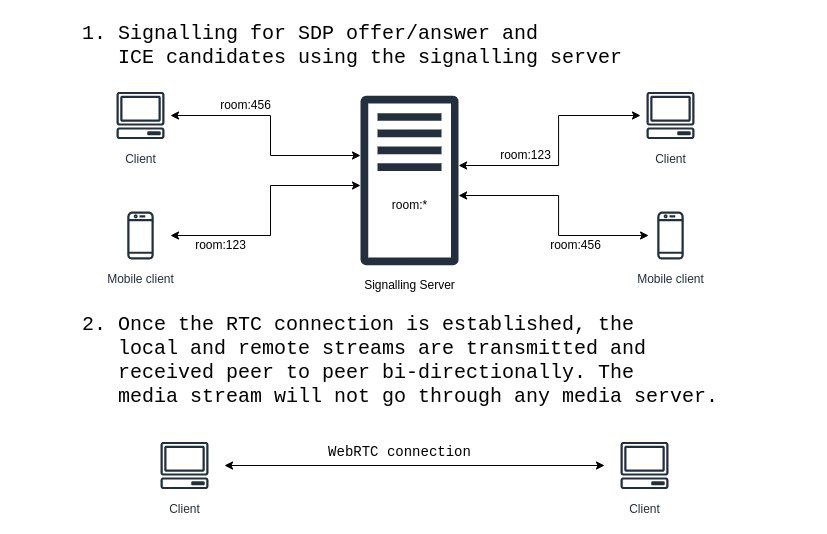 1. Signalling for SDP offer/answer and
ICE candidates using the signalling server
room:456
Client
room:123
Mobile client
room:*
Signalling Server
room:123
Client
room:456
Mobile client
2. Once the RTC connection is established, the
local and remote streams are transmitted and
received peer to peer bi-directionally. The
media stream will not go through any media server.
WebRTC connection
Client
Client